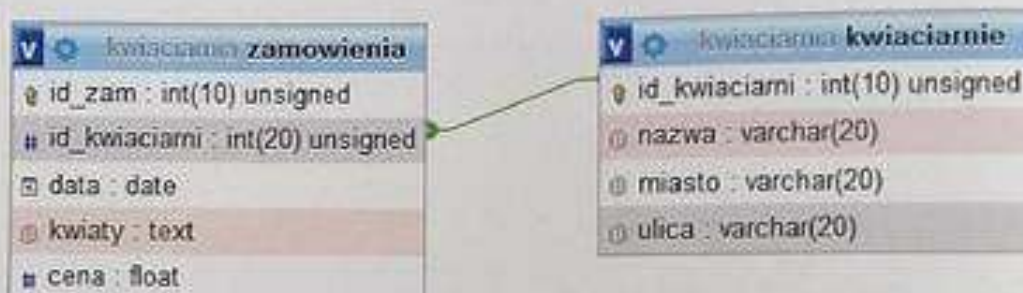 kwiaciarnia zamowienia
id_zam : int(10) unsigned
id_kwiaciarni : int(20) unsigned
data : date
kwiaty : text
cena : float
kwiaciarnia kwiaciarnie
id_kwiaciarni : int(10) unsigned
nazwa : varchar(20)
miasto : varchar(20)
ulica : varchar(20)